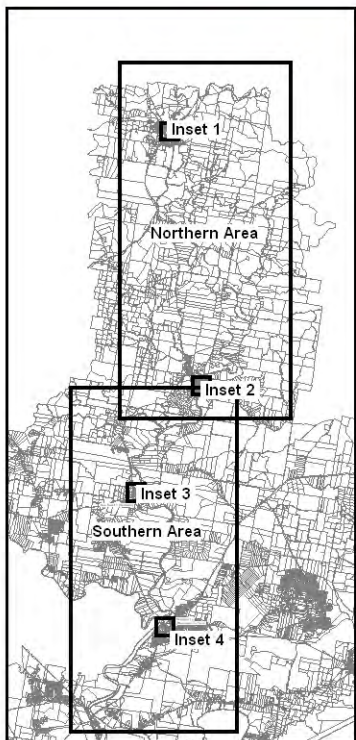 Inset 1
Northern Area
Inset 2
Inset 3
Southern Area
Inset 4